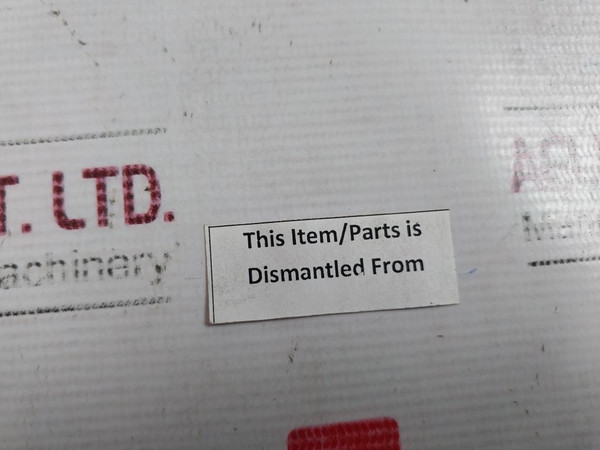 T. LTD.
achinery
This Item/Parts is
Dismantled From